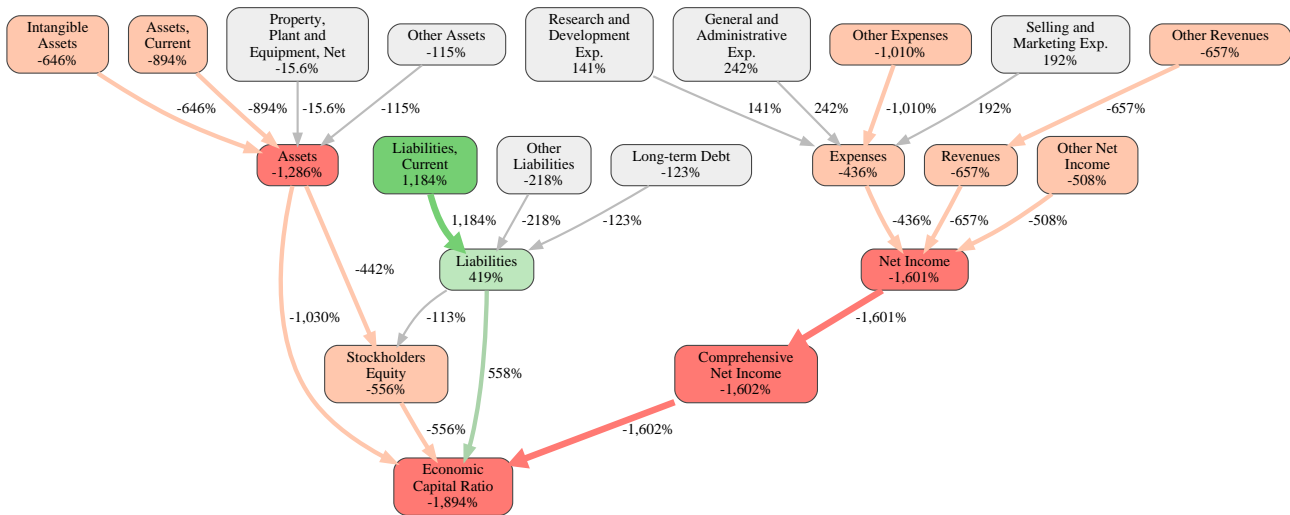 Intangible
Assets
-646%
Assets,
Current
-894%
Property,
Plant and
Equipment, Net
-15.6%
Other Assets
-115%
Research and
Development
Exp.
141%
General and
Administrative
Exp.
242%
Other Expenses
-1,010%
Selling and
Marketing Exp.
192%
Other Revenues
-657%
-646%
-894%
-15.6%
-115%
141%
242%
-1,010%
192%
-657%
Assets
-1,286%
Liabilities,
Current
1,184%
Other
Liabilities
-218%
Long-term Debt
-123%
Expenses
-436%
Revenues
-657%
Other Net
Income
-508%
1,184%
-218%
-123%
-436%
-657%
-508%
-442%
Liabilities
419%
Net Income
-1,601%
-1,030%
-113%
-1,601%
Stockholders
Equity
-556%
558%
Comprehensive
Net Income
-1,602%
-556%
-1,602%
Economic
Capital Ratio
-1,894%